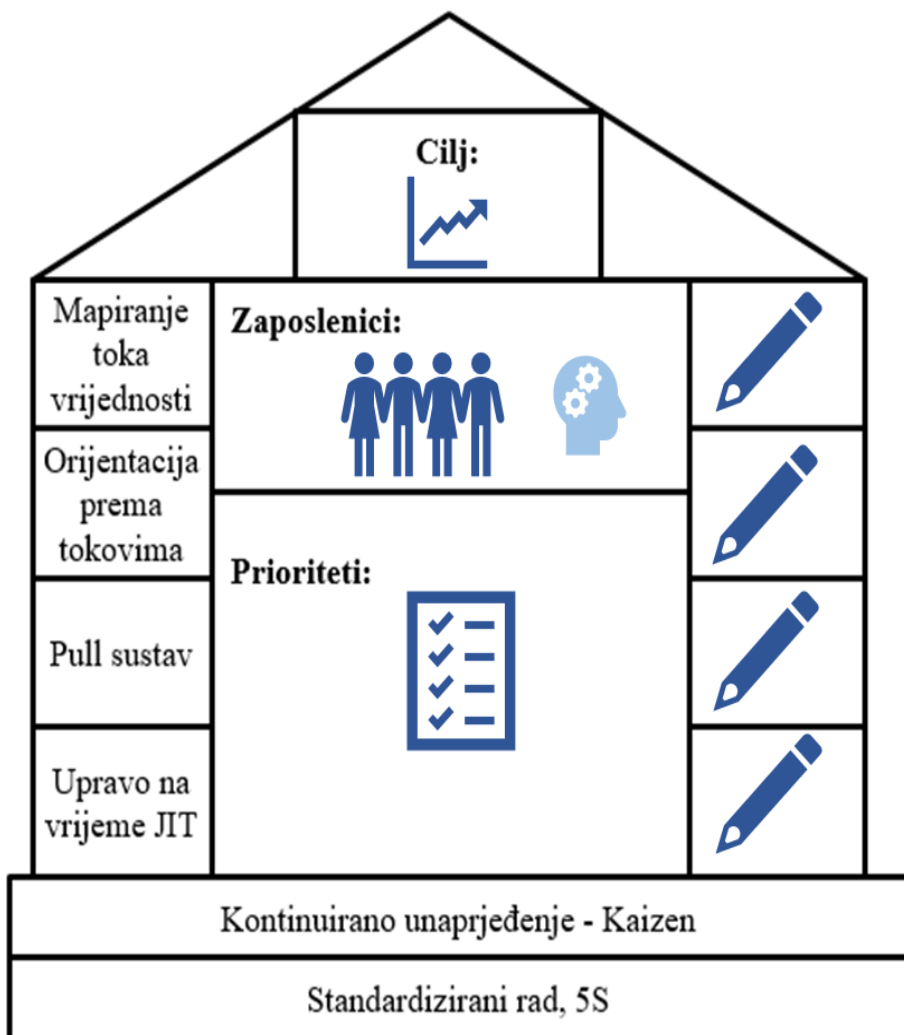 Cilj:
Mapiranje
toka
vrijednosti
Zaposlenici:
Orijentacija
prema
tokovima
Prioriteti:
Pull sustav
Upravo na
vrijeme JIT
Kontinuirano unaprjeđenje - Kaizen
Standardizirani rad, 5S